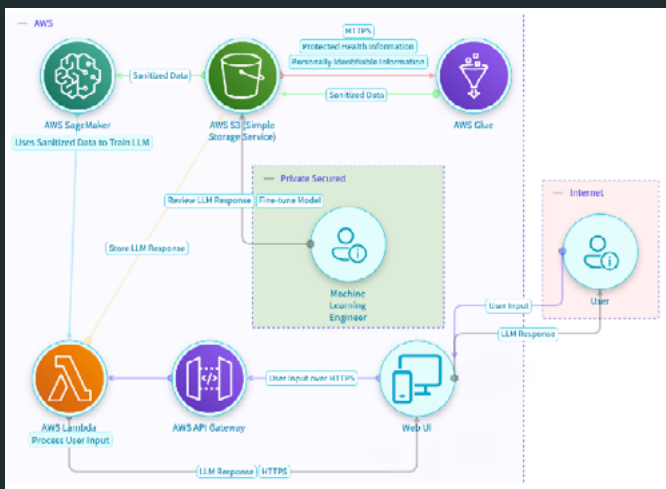 AWS
HTTPS
Protected Health Information
Personally Identifiable Information
Sanitized Data
Sanitized Data
AWS SageMaker
Uses Sanitized Data to Train LLM
AWS S3 (Simple
Storage Service)
AWS Glue
Private Secured
Internet
Review LLM Response
Fine-tune Model
Store LLM Response
Machine
Learning
Engineer
User
User Input
LLM Response
User Input over HTTPS
AWS Lambda
Process User Input
AWS API Gateway
Web UI
LLM Response
HTTPS